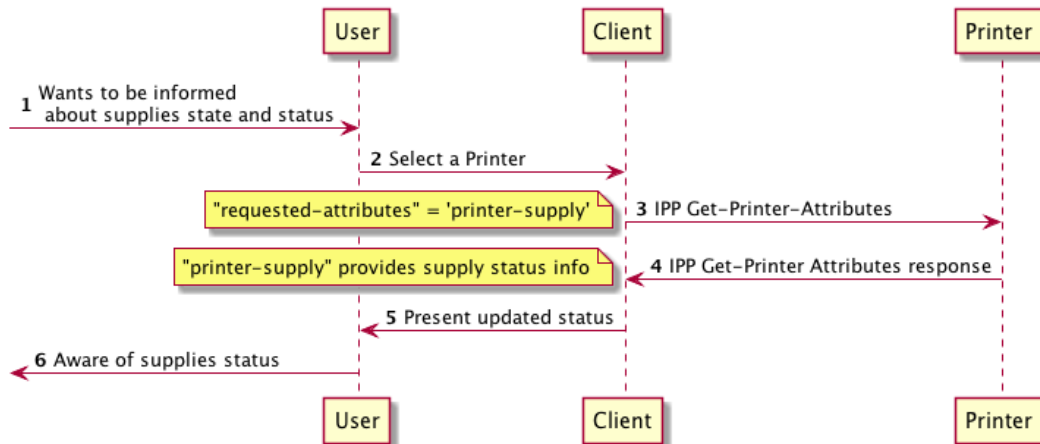 User
Client
Printer
1 Wants to be informed
about supplies state and status
2 Select a Printer
"requested-attributes" = 'printer-supply'
3 IPP Get-Printer-Attributes
"printer-supply" provides supply status info
4 IPP Get-Printer Attributes response
5 Present updated status
6 Aware of supplies status
User
Client
Printer